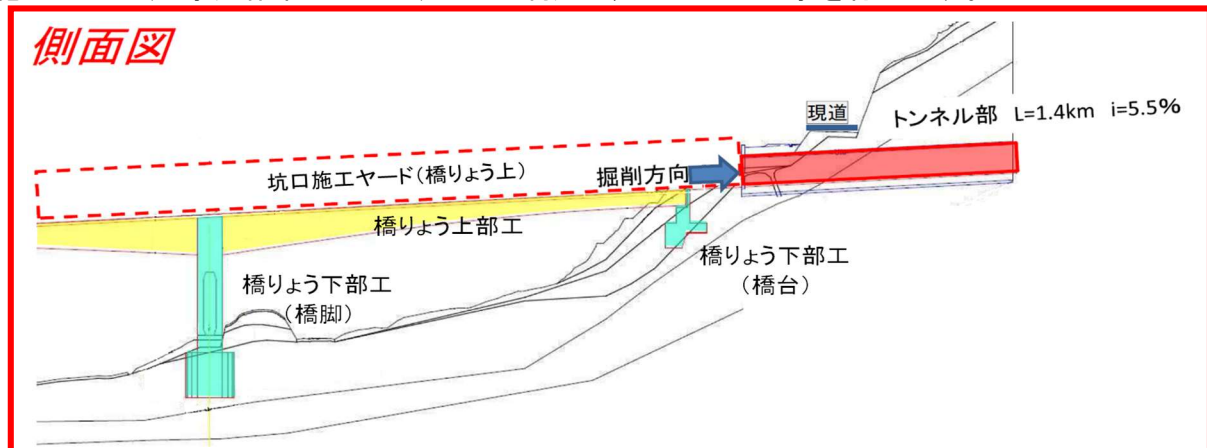 側面図
現道
トンネル部 L=1.4km i=5.5%
坑口施工ヤード(橋りょう上)
掘削方向
橋りょう上部工
橋りょう下部工
(橋台)
橋りょう下部工
(橋脚)